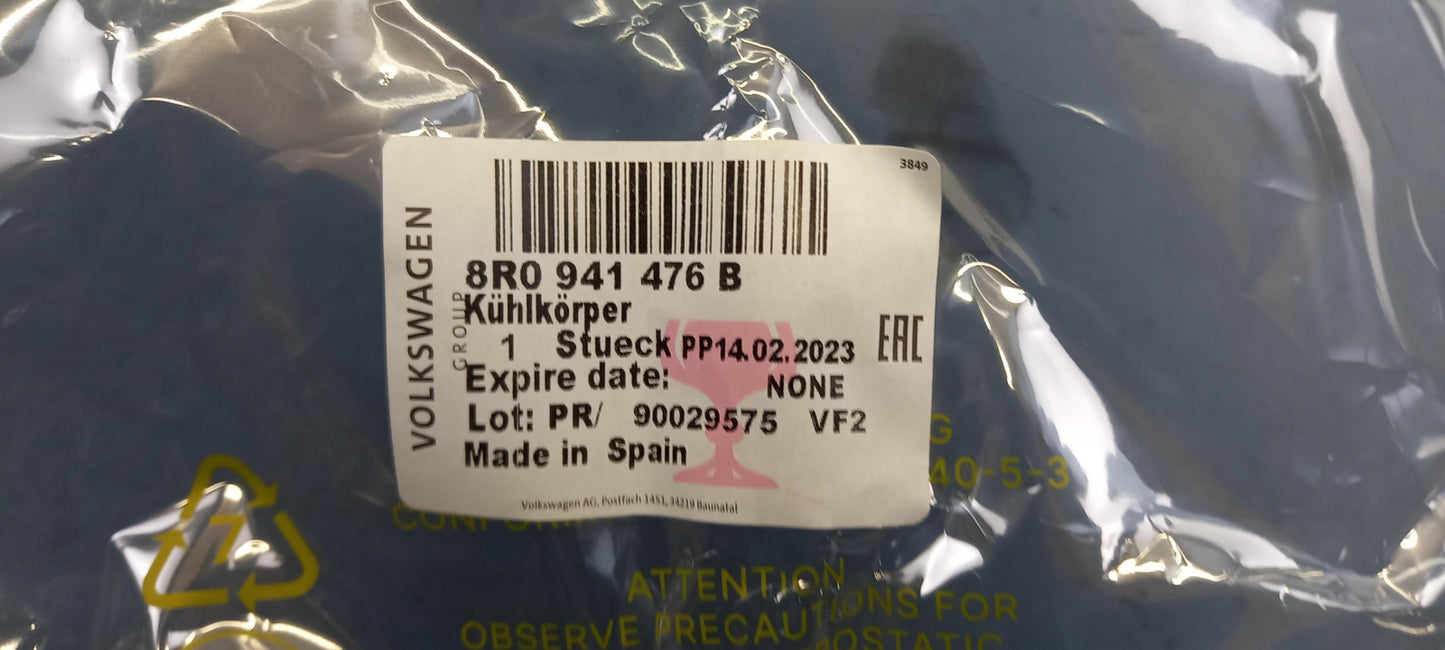 3849
VOLKSWAGEN
GROUP
8R0 941 476 B
Kühlkörper
1 Stueck PP14.02.2023
EAC
Expire date: NONE
Lot: PR/ 90029575 VF2
Made in Spain
Volkswagen AG, Postfach 1451, 34219 Baunatal
40-5-3
7
ATTENTION
OBSERVE PRECAUTIONS FOR